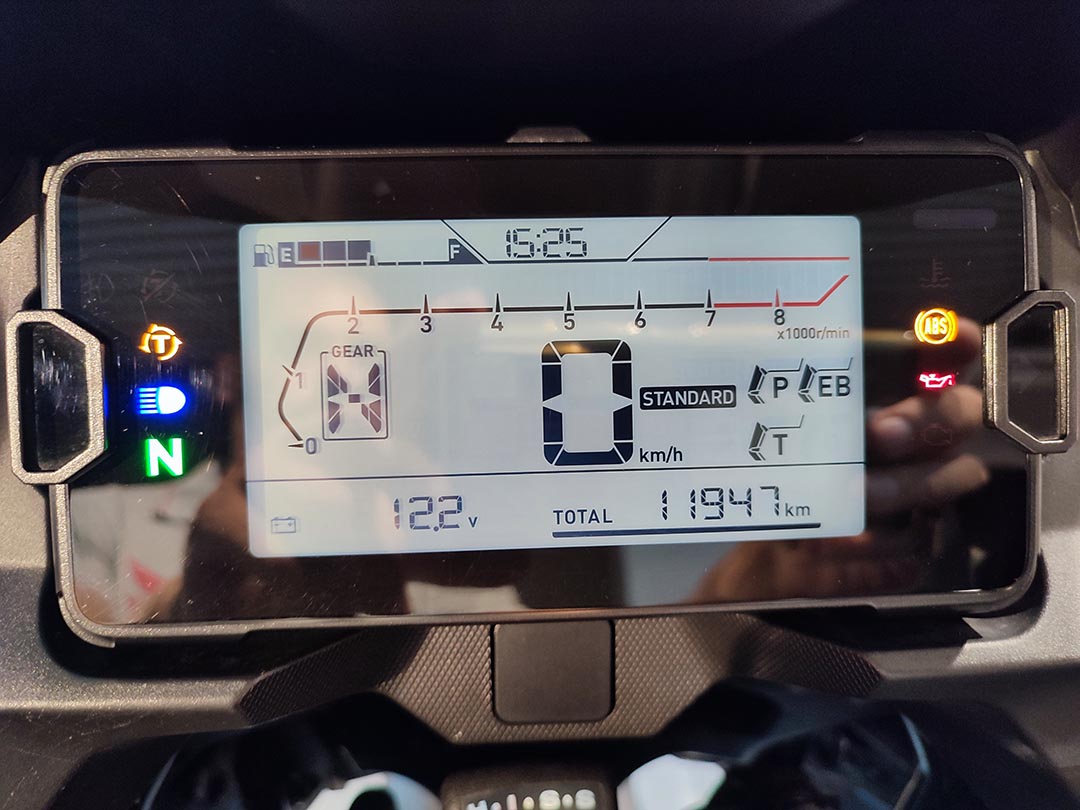 E F 15:25
2 3 4 5 6 7 8
x1000r/min
GEAR
1
N
0
STANDARD
P EB
T
0 km/h
T
ABS
N
12.2 v
TOTAL 11947 km
H·I·S·S